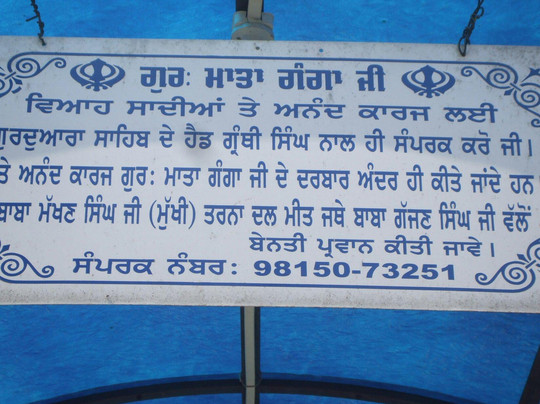 ਗੁਰ: ਮਾਤਾ ਗੰਗਾ ਜੀ
ਵਿਆਹ ਸਾਦੀਆਂ ਤੇ ਅਨੰਦ ਕਾਰਜ ਲਈ
ਗੁਰਦੁਆਰਾ ਸਾਹਿਬ ਦੇ ਹੈਡ ਗ੍ਰੰਥੀ ਸਿੰਘ ਨਾਲ ਹੀ ਸੰਪਰਕ ਕਰੋ ਜੀ।
ਤੇ ਅਨੰਦ ਕਾਰਜ ਗੁਰ: ਮਾਤਾ ਗੰਗਾ ਜੀ ਦੇ ਦਰਬਾਰ ਅੰਦਰ ਹੀ ਕੀਤੇ ਜਾਂਦੇ ਹਨ
ਬਾਬਾ ਮੱਖਣ ਸਿੰਘ ਜੀ (ਮੁੱਖੀ) ਤਰਨਾ ਦਲ ਮੀਤ ਜਥੇ ਬਾਬਾ ਗੱਜਣ ਸਿੰਘ ਜੀ ਵੱਲੋਂ
ਬੇਨਤੀ ਪ੍ਰਵਾਨ ਕੀਤੀ ਜਾਵੇ।
ਸੰਪਰਕ ਨੰਬਰ: 98150-73251